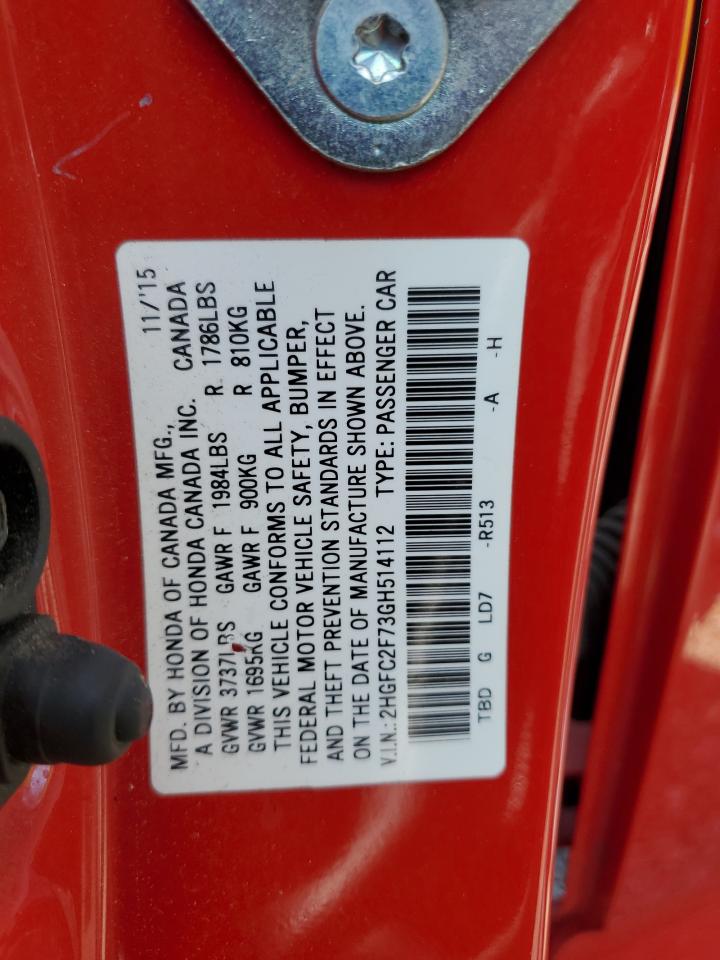 11/'15
MFD. BY HONDA OF CANADA MFG.,
A DIVISION OF HONDA CANADA INC. CANADA
GVWR 3737LBS GAWR F 1984LBS R 1786LBS
GVWR 1695KG GAWR F 900KG R 810KG
THIS VEHICLE CONFORMS TO ALL APPLICABLE
FEDERAL MOTOR VEHICLE SAFETY, BUMPER,
AND THEFT PREVENTION STANDARDS IN EFFECT
ON THE DATE OF MANUFACTURE SHOWN ABOVE.
V.I.N.: 2HGFC2F73GH514112 TYPE: PASSENGER CAR
TBD G LD7 -R513 -A -H